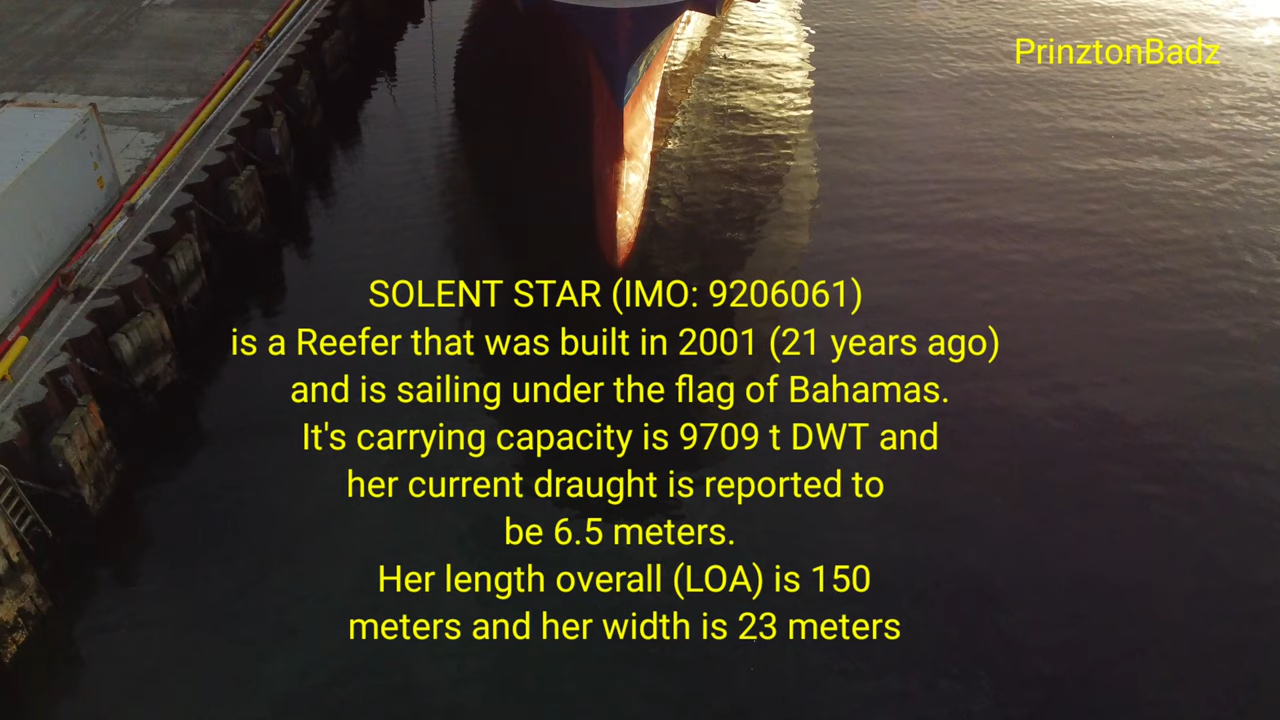 PrinztonBadz
SOLENT STAR (IMO: 9206061)
is a Reefer that was built in 2001 (21 years ago)
and is sailing under the flag of Bahamas.
It's carrying capacity is 9709 t DWT and
her current draught is reported to
be 6.5 meters.
Her length overall (LOA) is 150
meters and her width is 23 meters